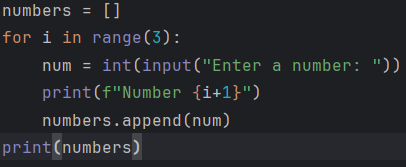 numbers = []
for i in range(3):
    num = int(input("Enter a number: "))
    print(f"Number {i+1}")
    numbers.append(num)
print(numbers)